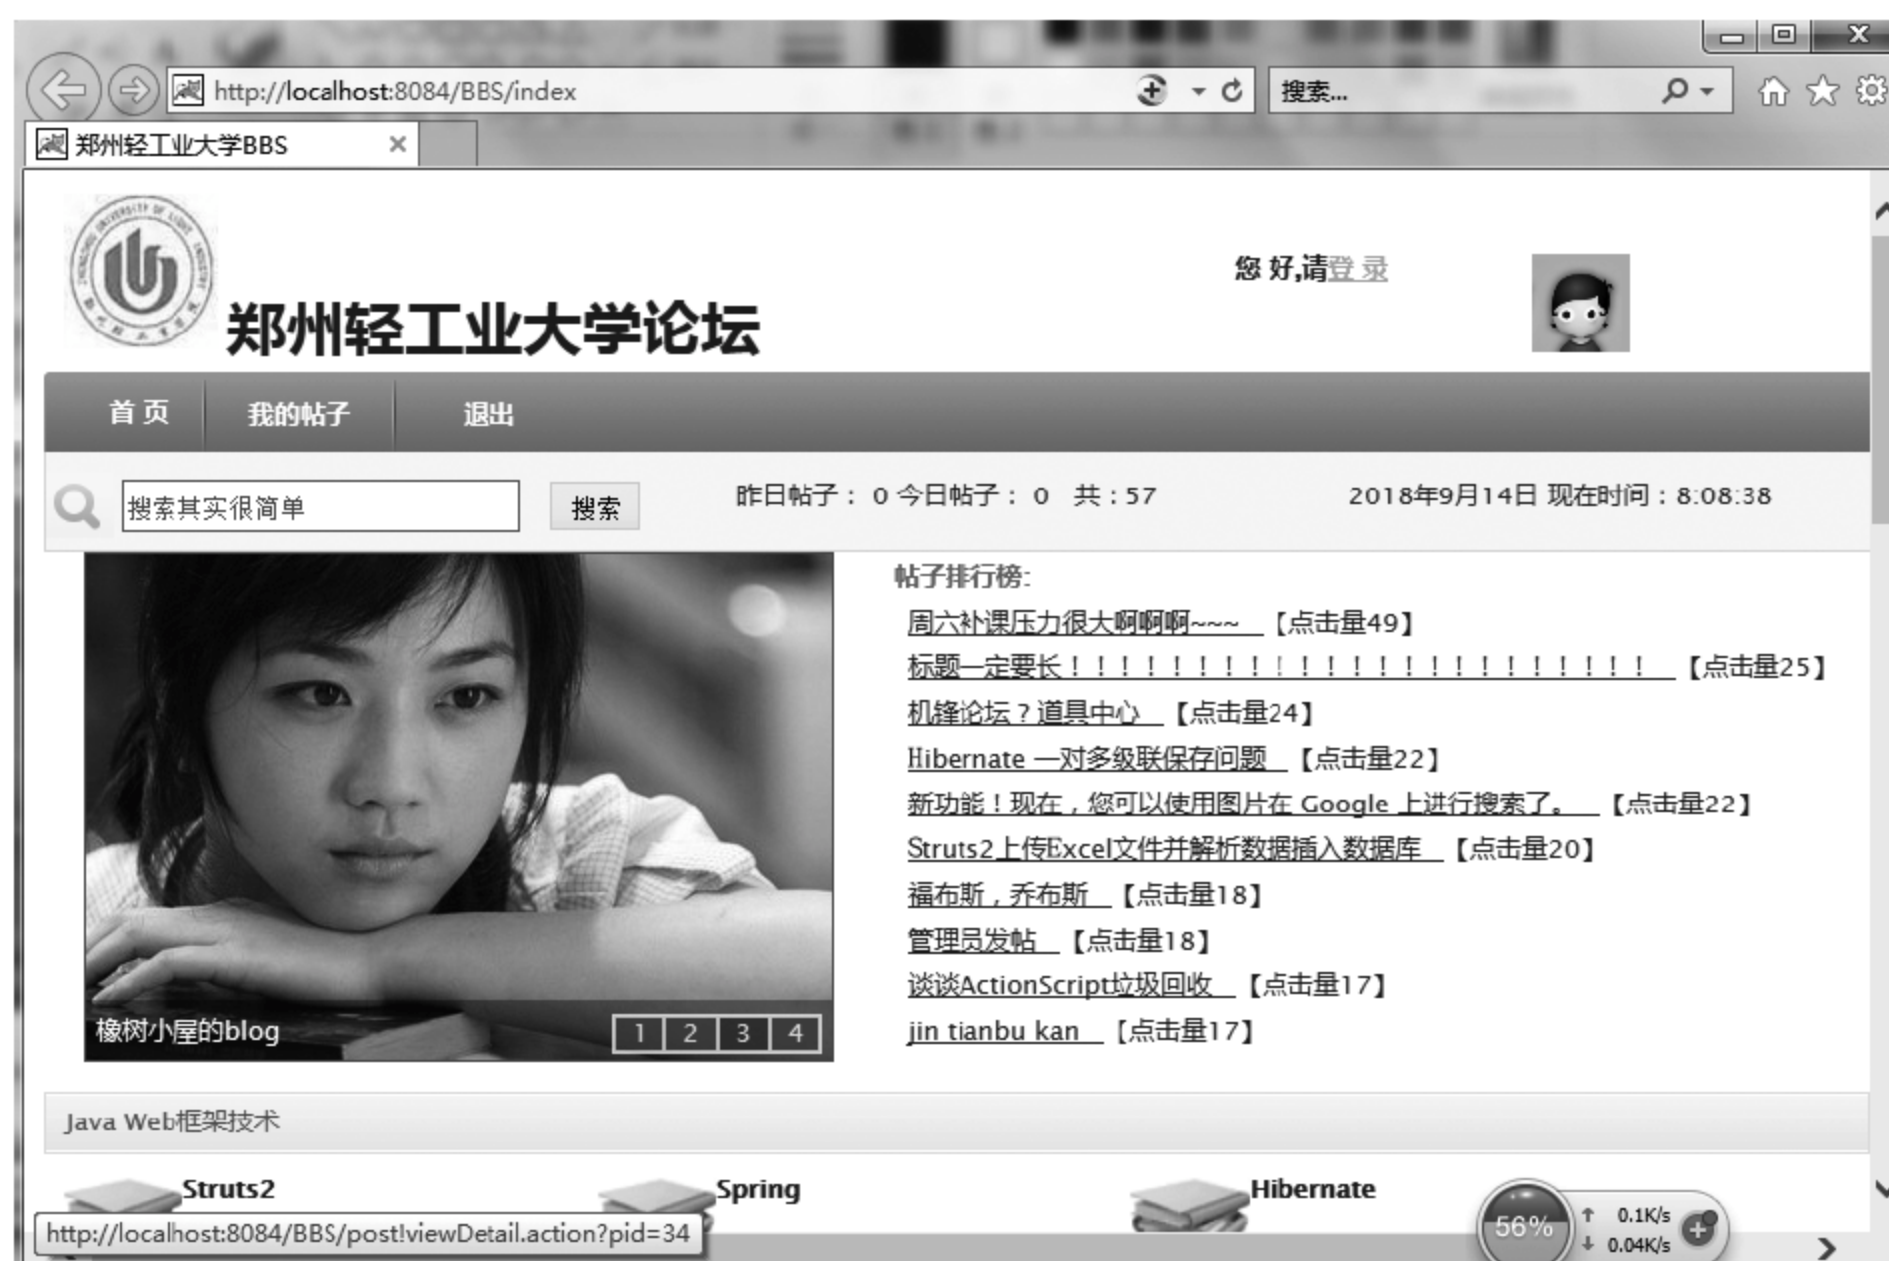 http://localhost:8084/BBS/index
搜索...
郑州轻工业大学BBS
ZHENGZHOU UNIVERSITY OF LIGHT INDUSTRY
您 好,请登 录
郑州轻工业大学论坛
首 页 我的帖子 退出
搜索其实很简单 搜索 昨日帖子： 0 今日帖子： 0 共：57 2018年9月14日 现在时间：8:08:38
帖子排行榜:
周六补课压力很大啊啊啊~~~ 【点击量49】
标题一定要长！！！！！！！！！！！！！！！！！！！！！！！ 【点击量25】
机锋论坛？道具中心 【点击量24】
Hibernate 一对多级联保存问题 【点击量22】
新功能！现在，您可以使用图片在 Google 上进行搜索了。 【点击量22】
Struts2上传Excel文件并解析数据插入数据库 【点击量20】
福布斯，乔布斯 【点击量18】
管理员发帖 【点击量18】
谈谈ActionScript垃圾回收 【点击量17】
jin tianbu kan 【点击量17】
橡树小屋的blog 1 2 3 4
Java Web框架技术
Struts2 Spring Hibernate
http://localhost:8084/BBS/post!viewDetail.action?pid=34
56% 0.1K/s
0.04K/s